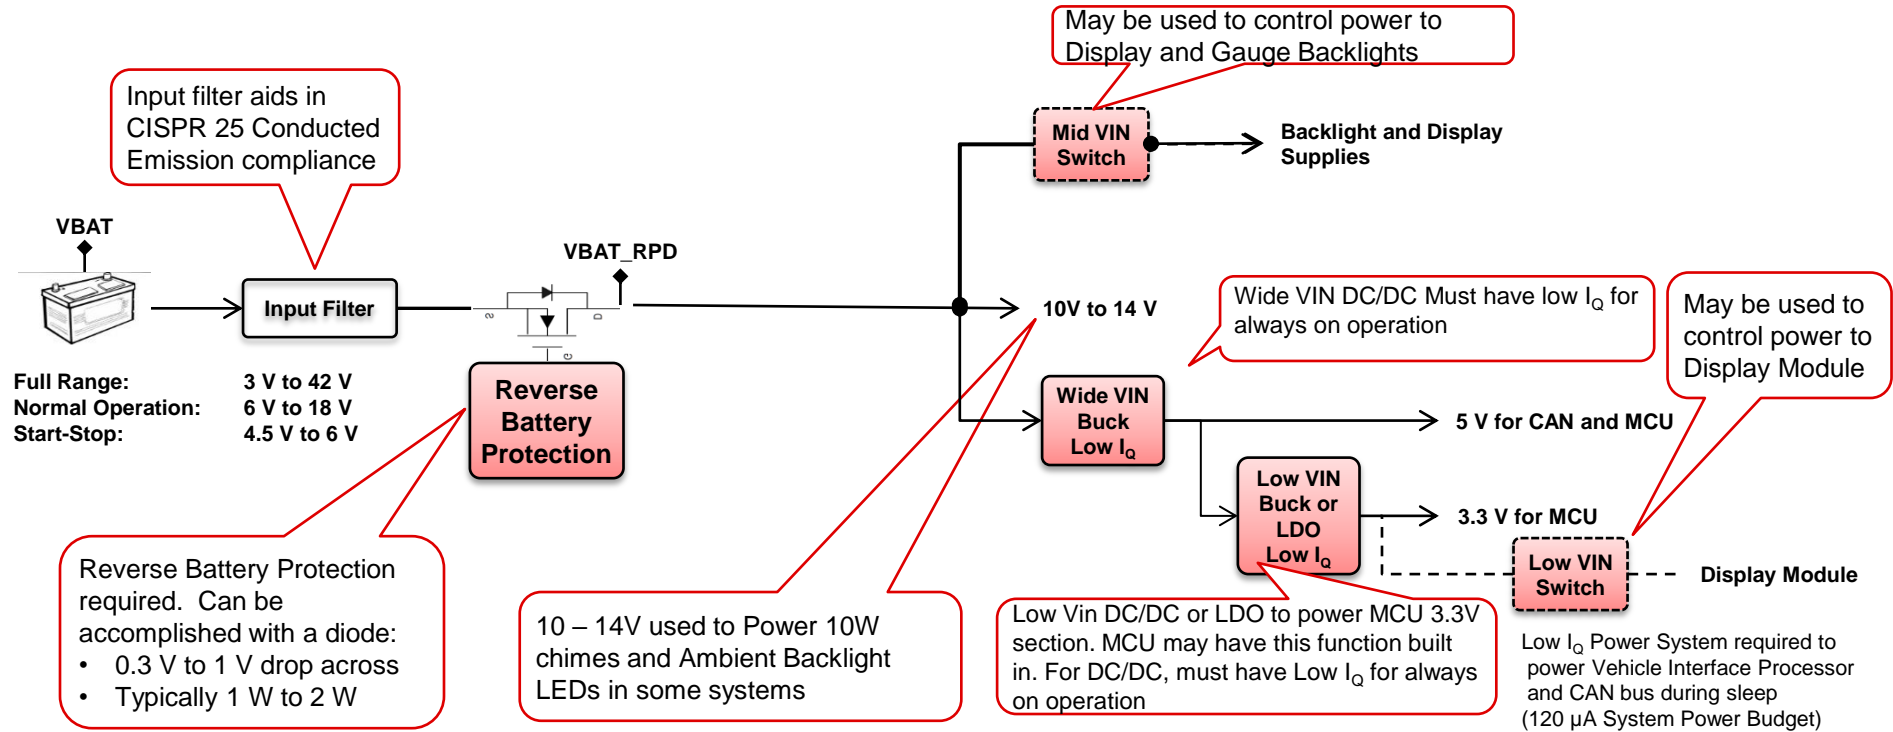 May be used to control power to
Display and Gauge Backlights
Input filter aids in
CISPR 25 Conducted
Emission compliance
Mid VIN
Switch
Backlight and Display
Supplies
VBAT
VBAT_RPD
Input Filter
S
D
G
10V to 14 V
Wide VIN DC/DC Must have low IQ for
always on operation
May be used to
control power to
Display Module
Full Range: 3 V to 42 V
Normal Operation: 6 V to 18 V
Start-Stop: 4.5 V to 6 V
Reverse
Battery
Protection
Wide VIN
Buck
Low IQ
5 V for CAN and MCU
Low VIN
Buck or
LDO
Low IQ
3.3 V for MCU
Low VIN
Switch
Display Module
Reverse Battery Protection
required. Can be
accomplished with a diode:
• 0.3 V to 1 V drop across
• Typically 1 W to 2 W
10 – 14V used to Power 10W
chimes and Ambient Backlight
LEDs in some systems
Low Vin DC/DC or LDO to power MCU 3.3V
section. MCU may have this function built
in. For DC/DC, must have Low IQ for always
on operation
Low IQ Power System required to
power Vehicle Interface Processor
and CAN bus during sleep
(120 µA System Power Budget)